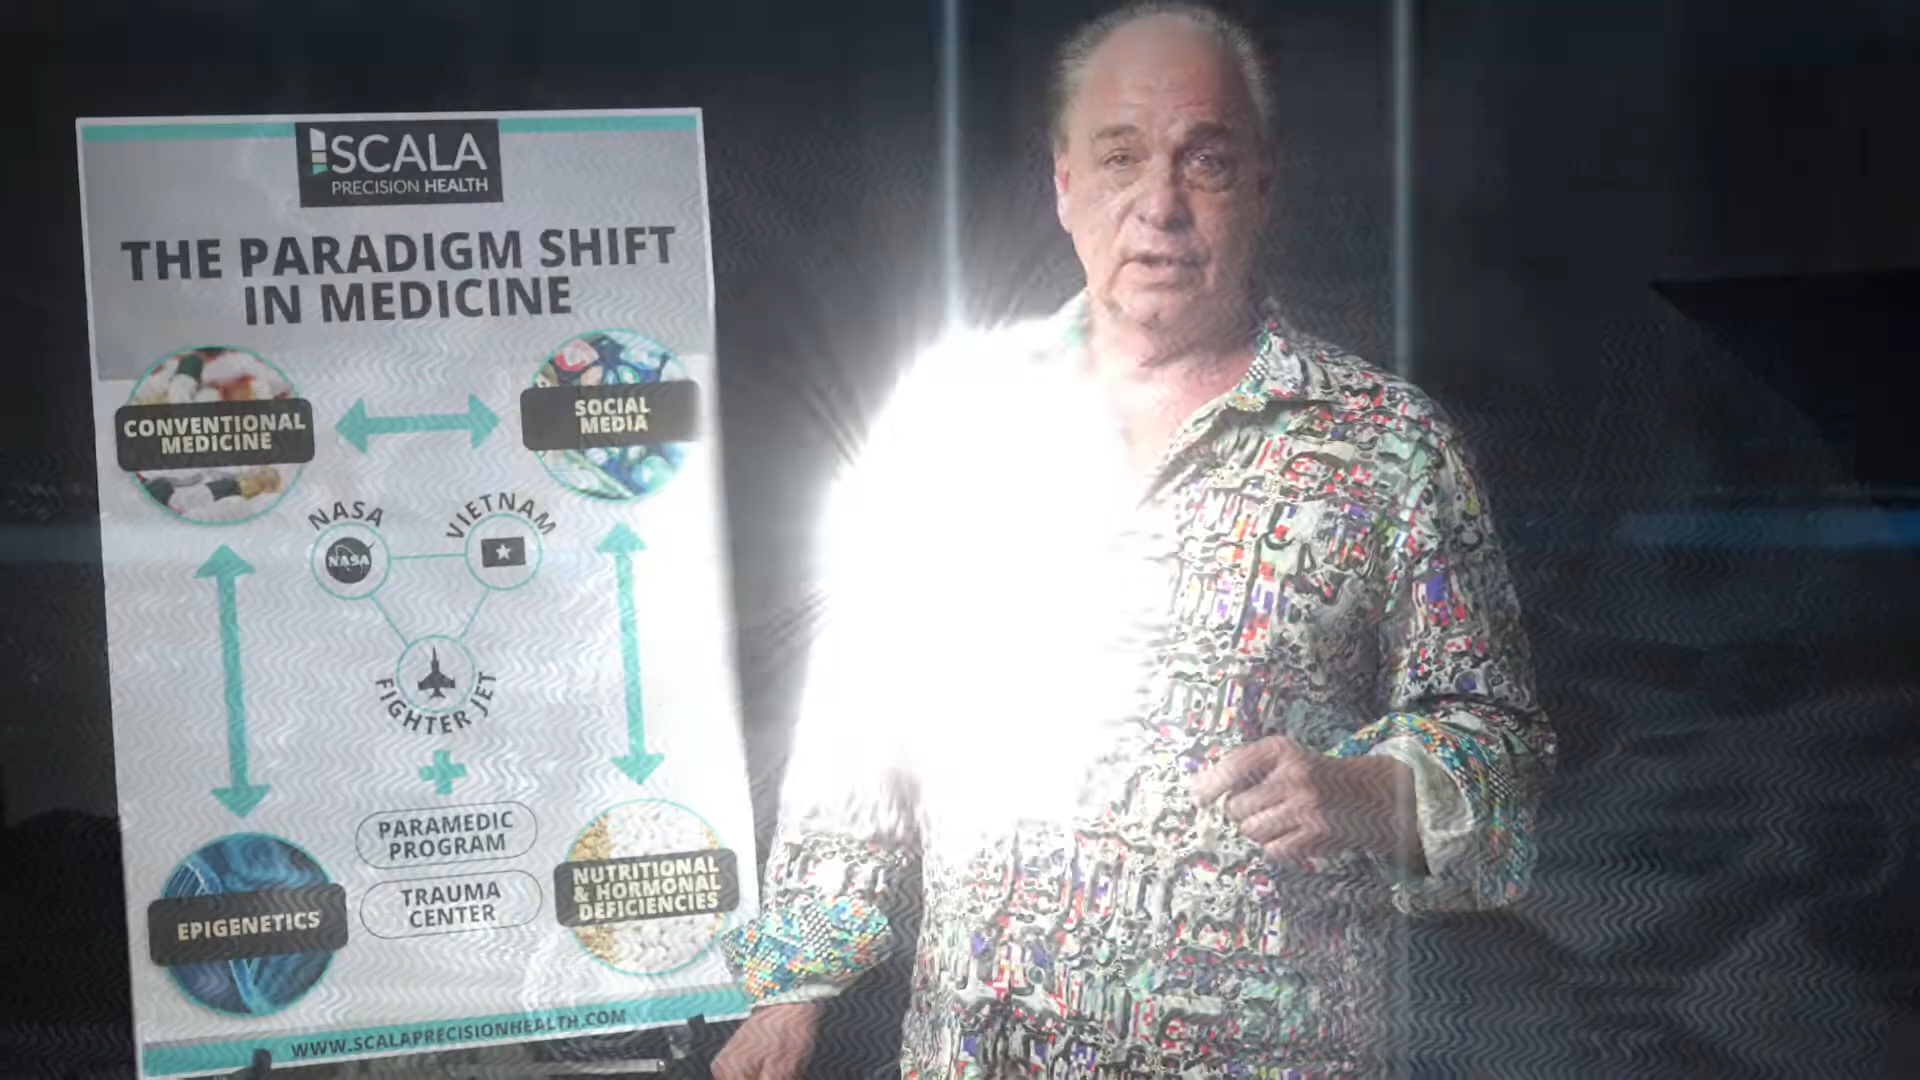 SCALA
PRECISION HEALTH
THE PARADIGM SHIFT
IN MEDICINE
CONVENTIONAL
MEDICINE
SOCIAL
MEDIA
NASA
NASA
VIETNAM
FIGHTER JET
PARAMEDIC
PROGRAM
TRAUMA
CENTER
EPIGENETICS
NUTRITIONAL
& HORMONAL
DEFICIENCIES
WWW.SCALAPRECISIONHEALTH.COM